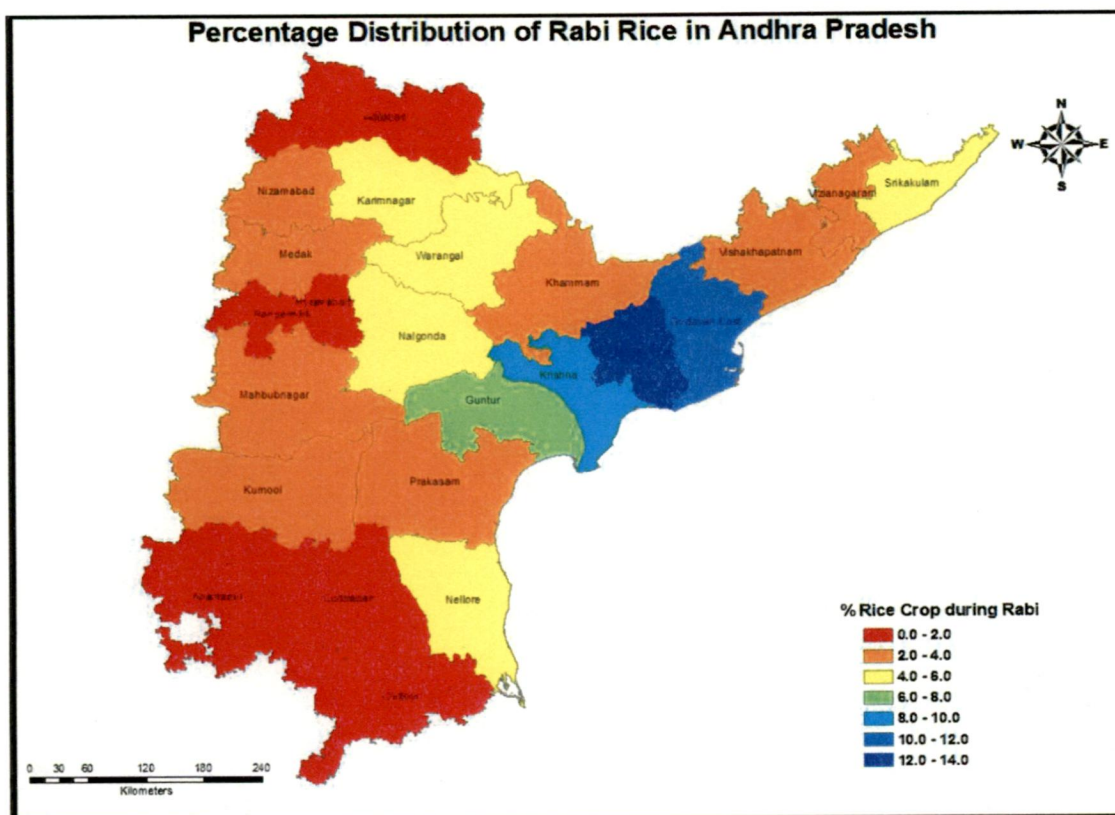 Percentage Distribution of Rabi Rice in Andhra Pradesh
N
W E
S
Nizamabad
Karimnagar
Vizianagaram
Srikakulam
Medak
Warangal
Vishakhapatnam
Khammam
Nalgonda
Krishna
Mahbubnagar
Guntur
Prakasam
Kurnool
Nellore
% Rice Crop during Rabi
0.0 - 2.0
2.0 - 4.0
4.0 - 6.0
6.0 - 8.0
8.0 - 10.0
10.0 - 12.0
12.0 - 14.0
0 30 60 120 180 240
Kilometers